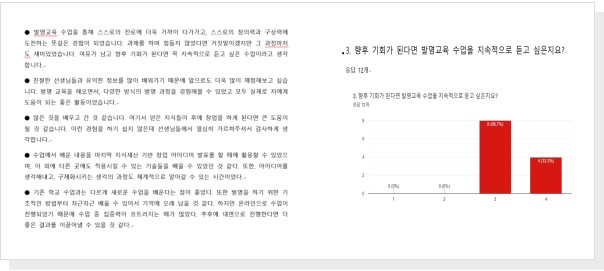 ● 발명교육 수업을 통해 스스로의 진로에 더욱 가까이 다가가고, 스스로의 창의력과 구상력에
도전하는 뜻깊은 경험이 되었습니다. 과제를 하며 힘들지 않았다면 거짓말이겠지만 그 과정마저
도 재미있었습니다. 여유가 남고 향후 기회가 된다면 꼭 지속적으로 듣고 싶은 수업이라고 생각
합니다.
● 친절한 선생님들과 유익한 정보를 많이 배워가기 때문에 앞으로도 더욱 많이 체험해보고 싶습
니다. 발명 교육을 해오면서, 다양한 방식의 발명 과정을 경험해볼 수 있었고 모두 실제로 저에게
도움이 되는 좋은 활동이었습니다.
● 많은 것을 배우고 간 것 같습니다. 여기서 얻은 지식들이 후에 창업을 하게 된다면 큰 도움이
될 것 같습니다. 이런 경험을 하기 쉽지 않은데 선생님들께서 열심히 가르쳐주셔서 감사하게 생
각합니다.
● 수업에서 배운 내용을 마지막 지식재산 기반 창업 아이디어 발표를 할 때에 활용할 수 있었으
며, 이 외에 다른 곳에도 적용시킬 수 있는 기술들을 배울 수 있었던 것 같다. 또한, 아이디어를
생각해내고, 구체화시키는 생각의 과정도 체계적으로 알아갈 수 있는 시간이었다.
● 기존 학교 수업과는 다르게 새로운 수업을 배운다는 점이 좋았다. 또한 발명을 하기 위한 기
초적인 방법부터 차근차근 배울 수 있어서 기억에 오래 남을 것 같다. 하지만 온라인으로 수업이
진행되었기 때문에 수업 중 집중력이 흐트러지는 때가 많았다. 추후에 대면으로 진행한다면 더
좋은 결과를 이끌어낼 수 있을 것 같다.
•3. 향후 기회가 된다면 발명교육 수업을 지속적으로 듣고 싶은지요?
응답 12개
3. 향후 기회가 된다면 발명교육 수업을 지속적으로 듣고 싶은지요?
응답 12개
8
6
4
2
0
0 (0%)
0 (0%)
8 (66.7%)
4 (33.3%)
1
2
3
4